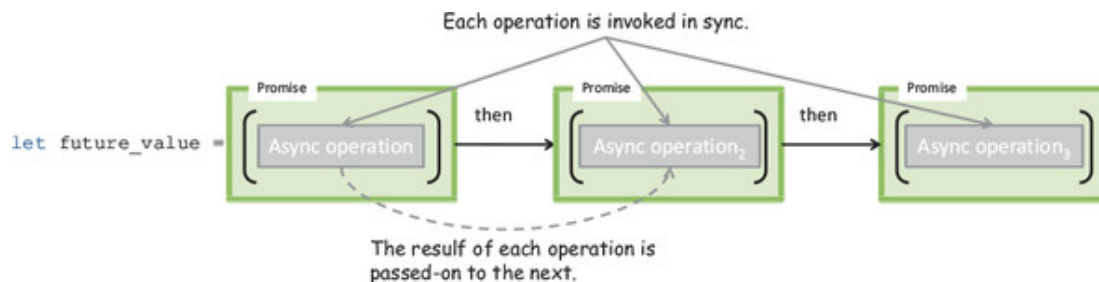 Each operation is invoked in sync.
Promise Promise Promise
let future_value = Async operation then Async operation₂ then Async operation₃
The resulf of each operation is
passed-on to the next.